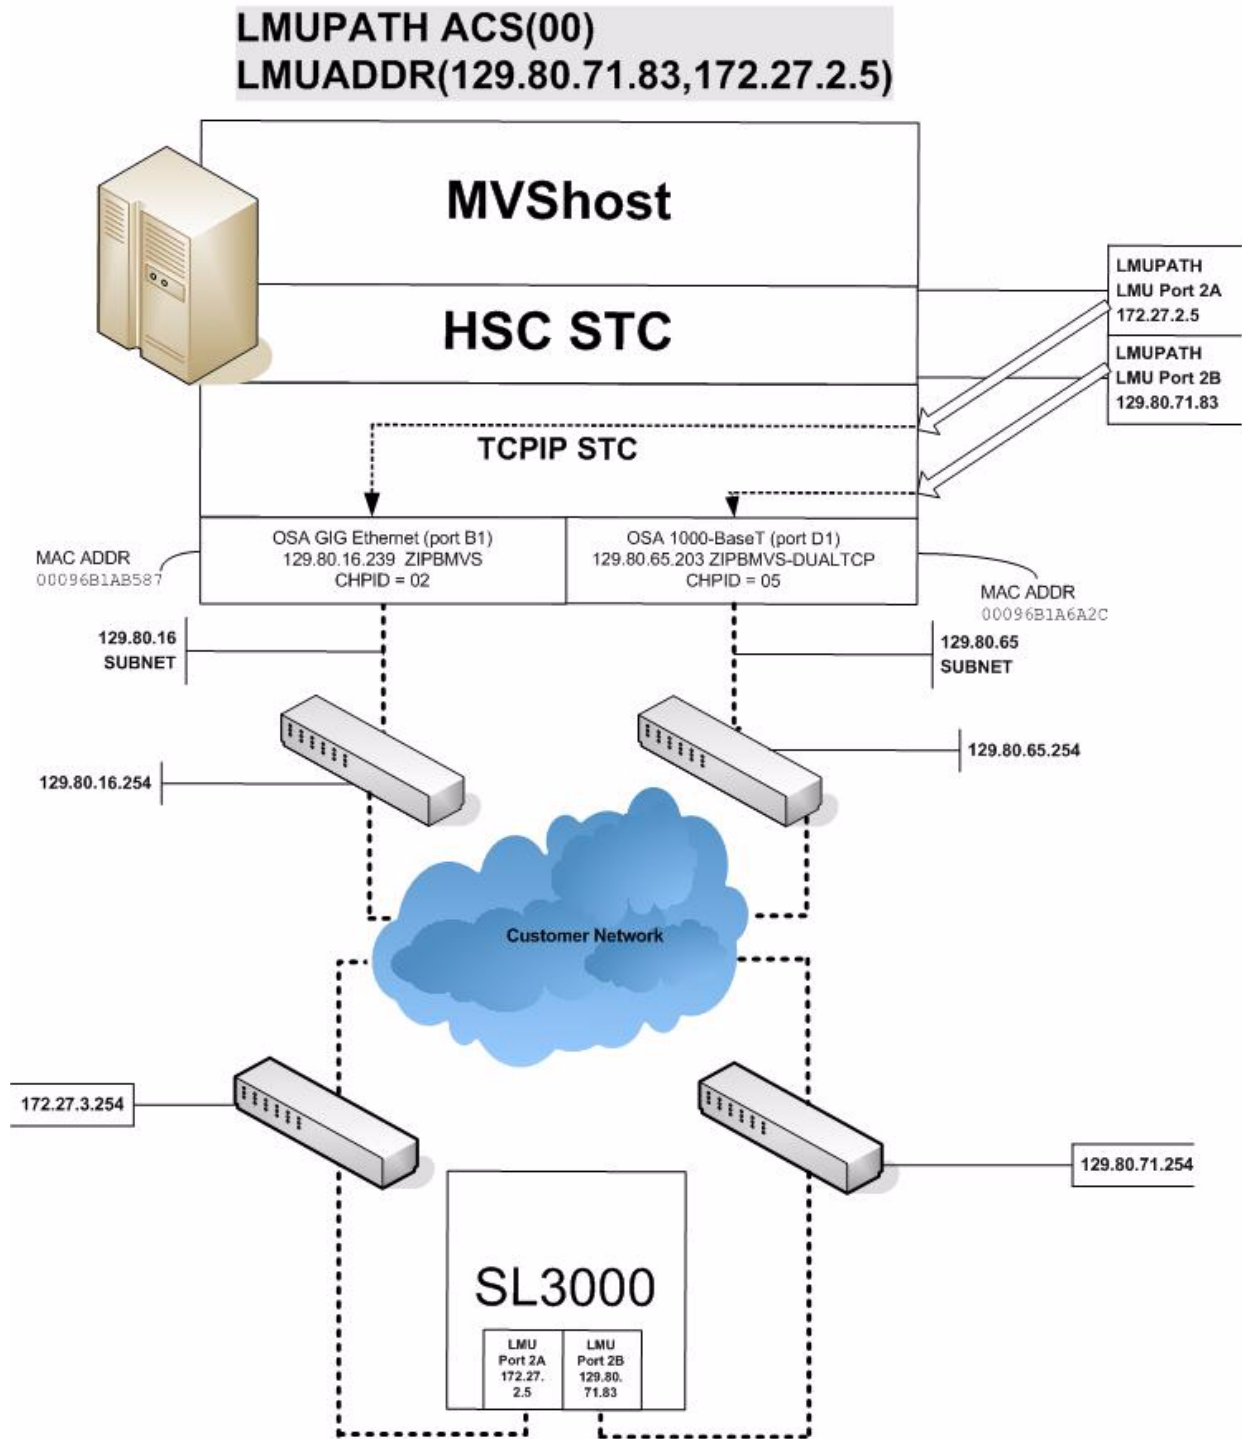 LMUPATH ACS(00)
LMUADDR(129.80.71.83,172.27.2.5)
MVShost
HSC STC
LMUPATH
LMU Port 2A
172.27.2.5
LMUPATH
LMU Port 2B
129.80.71.83
TCPIP STC
OSA GIG Ethernet (port B1)
129.80.16.239 ZIPBMVS
CHPID = 02
OSA 1000-BaseT (port D1)
129.80.65.203 ZIPBMVS-DUALTCP
CHPID = 05
MAC ADDR
00096B1AB587
MAC ADDR
00096B1A6A2C
129.80.16
SUBNET
129.80.65
SUBNET
129.80.16.254
129.80.65.254
Customer Network
172.27.3.254
129.80.71.254
SL3000
LMU
Port 2A
172.27.
2.5
LMU
Port 2B
129.80.
71.83